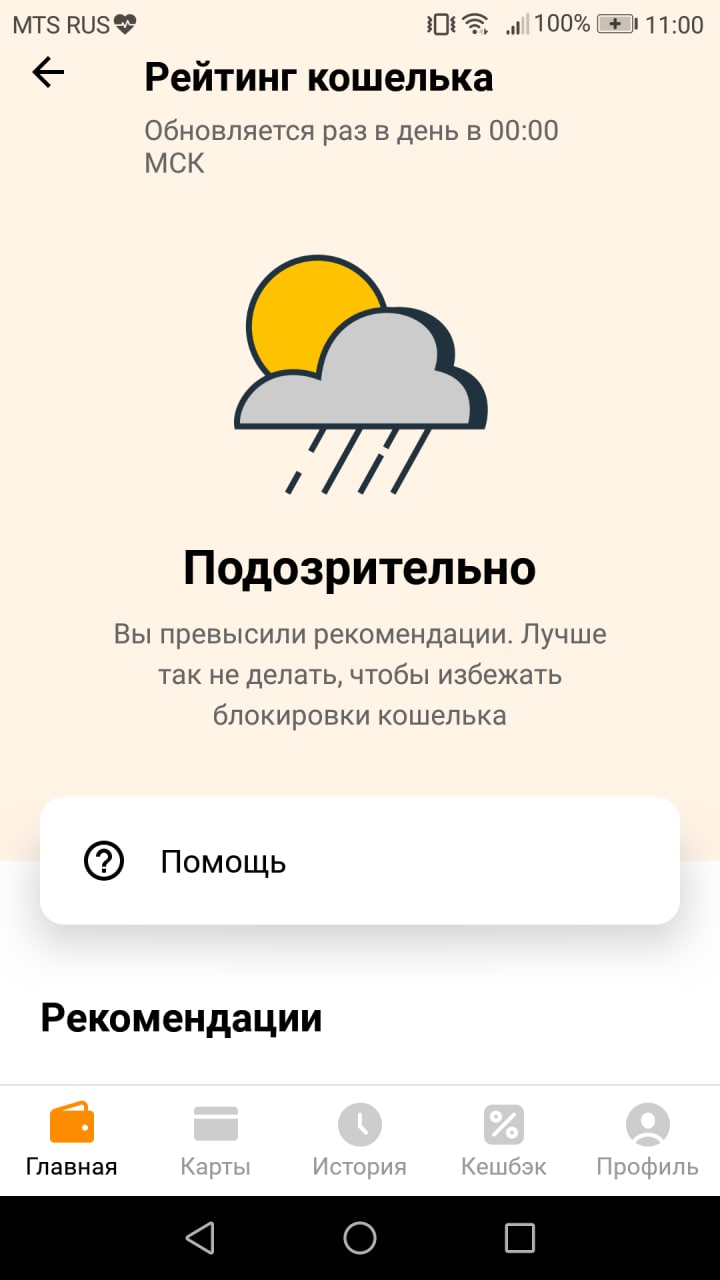 MTS RUS 100% 11:00
Рейтинг кошелька
Обновляется раз в день в 00:00
МСК
Подозрительно
Вы превысили рекомендации. Лучше
так не делать, чтобы избежать
блокировки кошелька
Помощь
Рекомендации
Главная Карты История Кешбэк Профиль